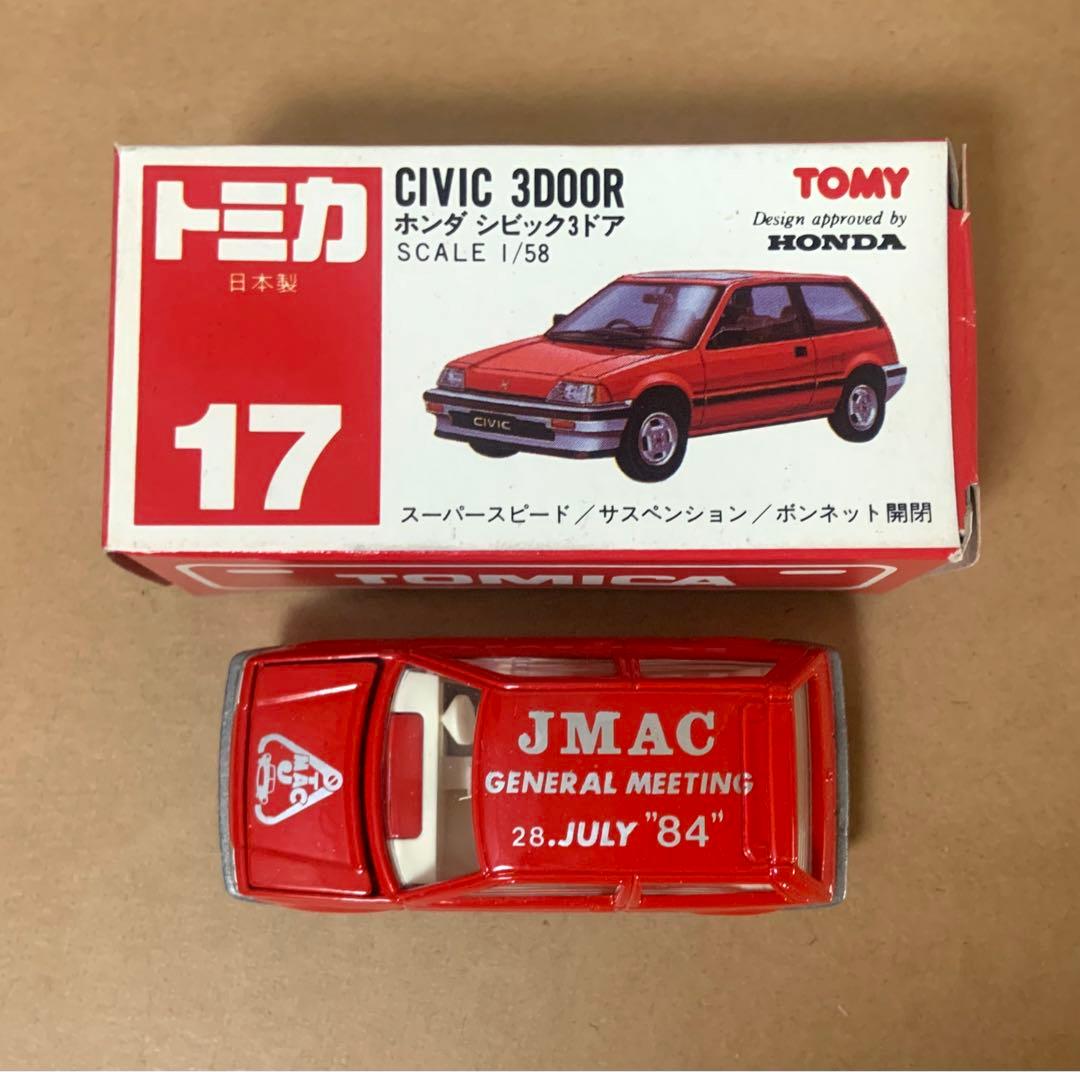 トミカ
日本製
17
CIVIC 3DOOR
ホンダ シビック3ドア
SCALE 1/58
TOMY
Design approved by
HONDA
CIVIC
スーパースピード／サスペンション／ボンネット開閉
TOMICA
JMAC
GENERAL MEETING
28.JULY "84"